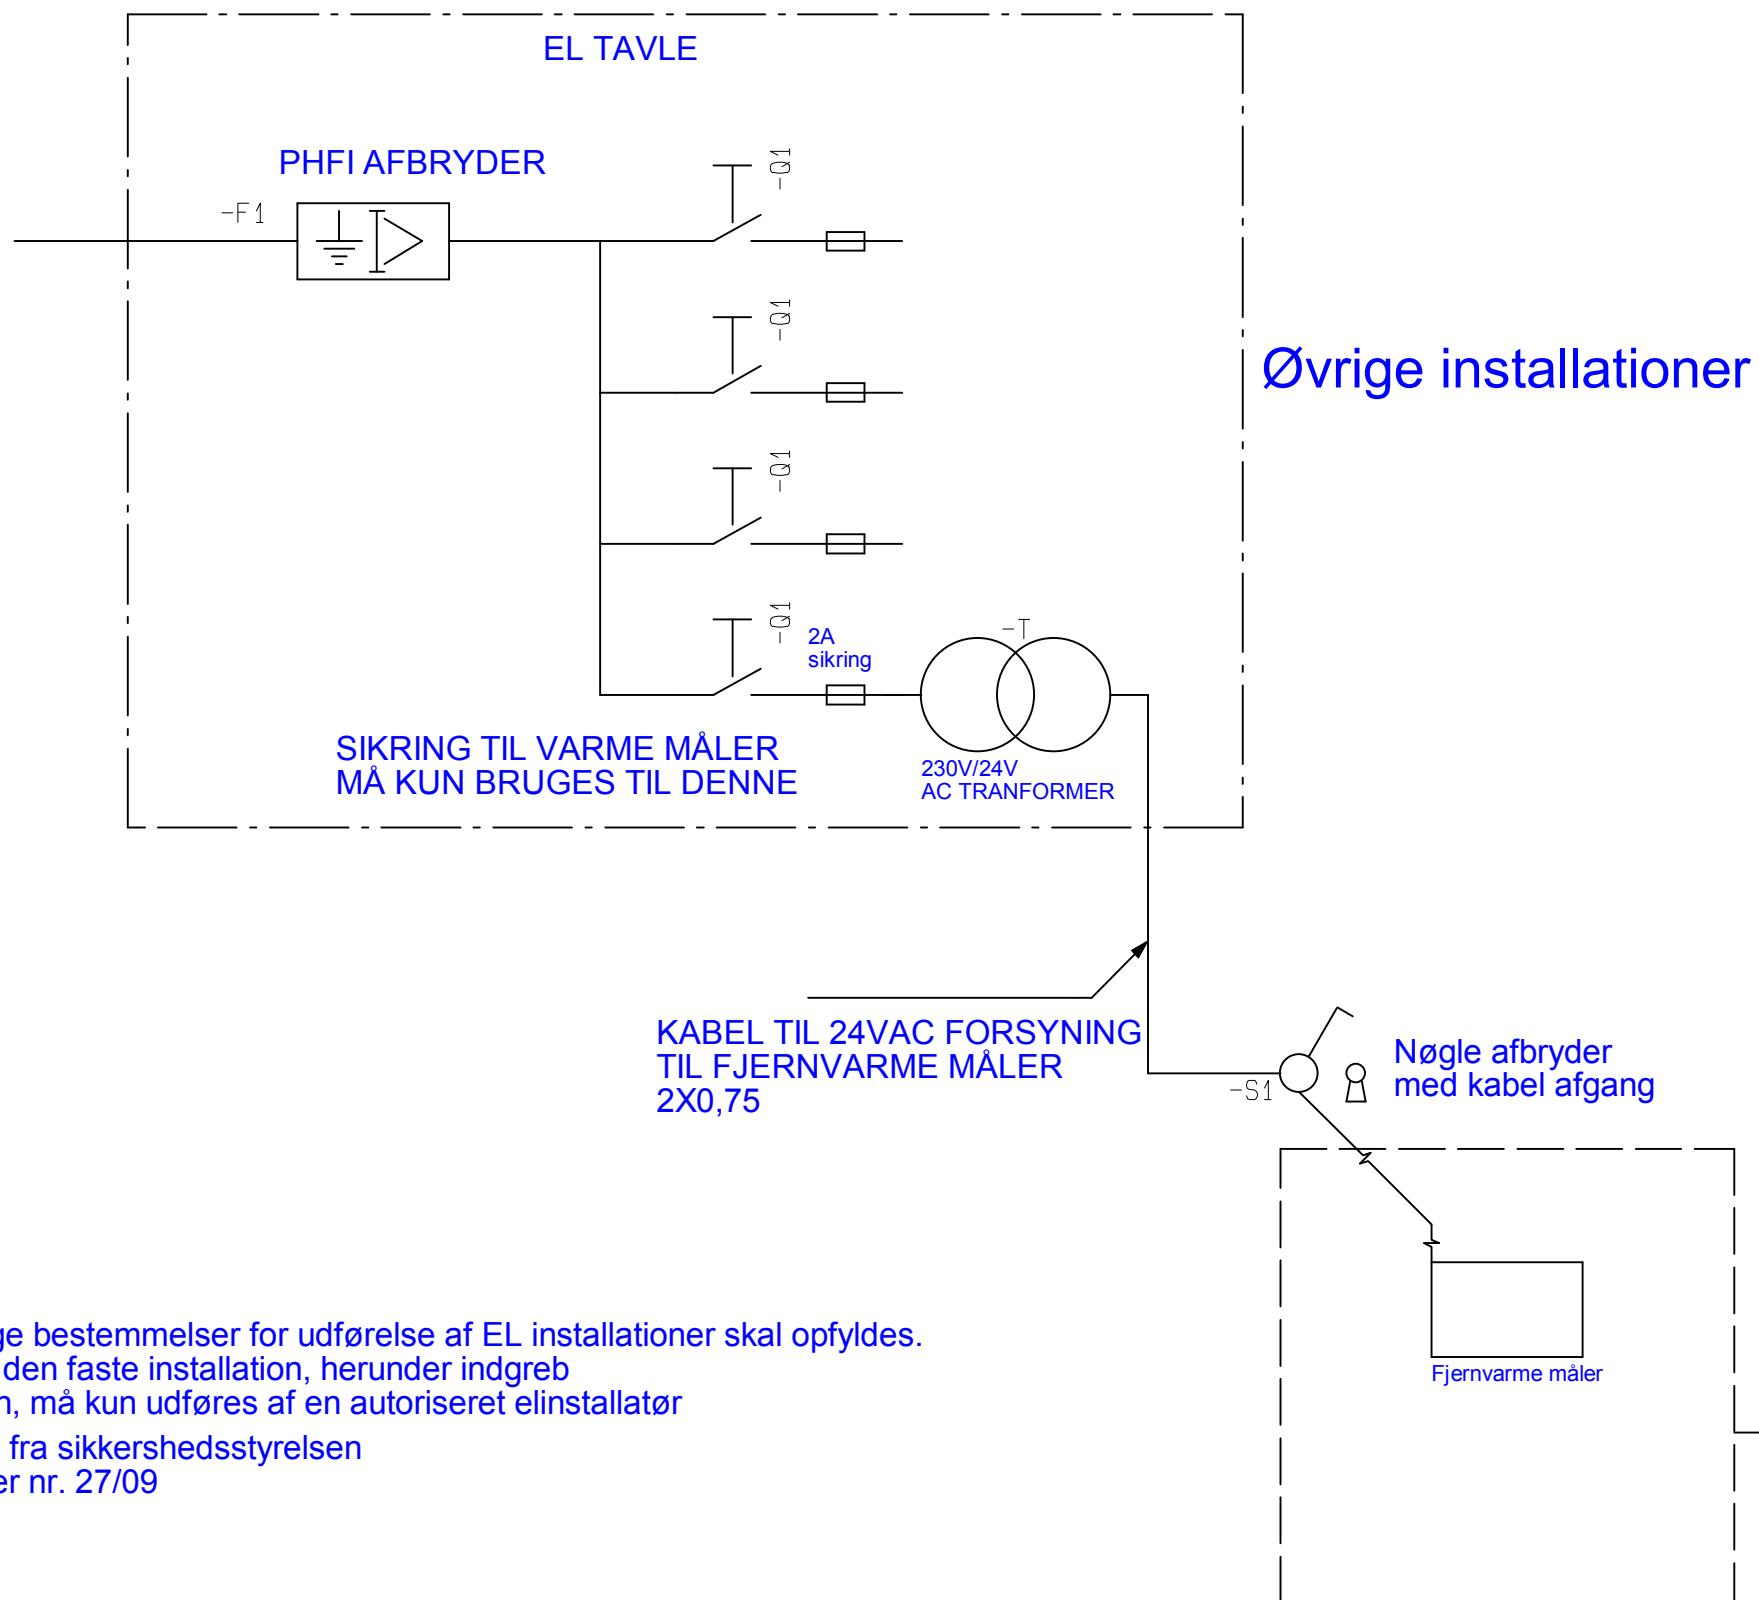 EL TAVLE
PHFI AFBRYDER
-F1
-Q1
-Q1
Øvrige installationer
-Q1
-Q1
2A
sikring
-T
SIKRING TIL VARME MÅLER
MÅ KUN BRUGES TIL DENNE
230V/24V
AC TRANFORMER
KABEL TIL 24VAC FORSYNING
TIL FJERNVARME MÅLER
2X0,75
-S1
Nøgle afbryder
med kabel afgang
Fjernvarme måler
bestemmelser for udførelse af EL installationer skal opfyldes.
den faste installation, herunder indgreb
må kun udføres af en autoriseret elinstallatør
fra sikkershedsstyrelsen
nr. 27/09